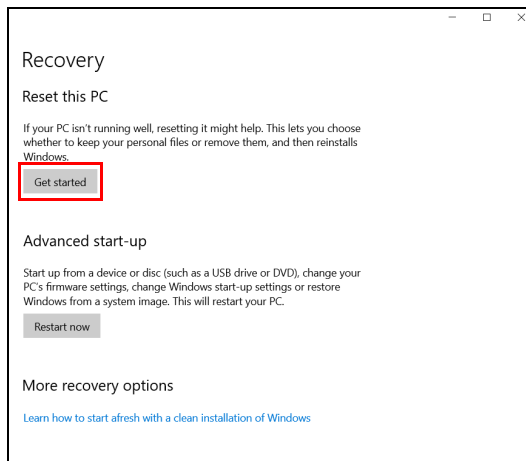 Recovery
Reset this PC
If your PC isn't running well, resetting it might help. This lets you choose
whether to keep your personal files or remove them, and then reinstalls
Windows.
Get started
Advanced start-up
Start up from a device or disc (such as a USB drive or DVD), change your
PC's firmware settings, change Windows start-up settings or restore
Windows from a system image. This will restart your PC.
Restart now
More recovery options
Learn how to start afresh with a clean installation of Windows